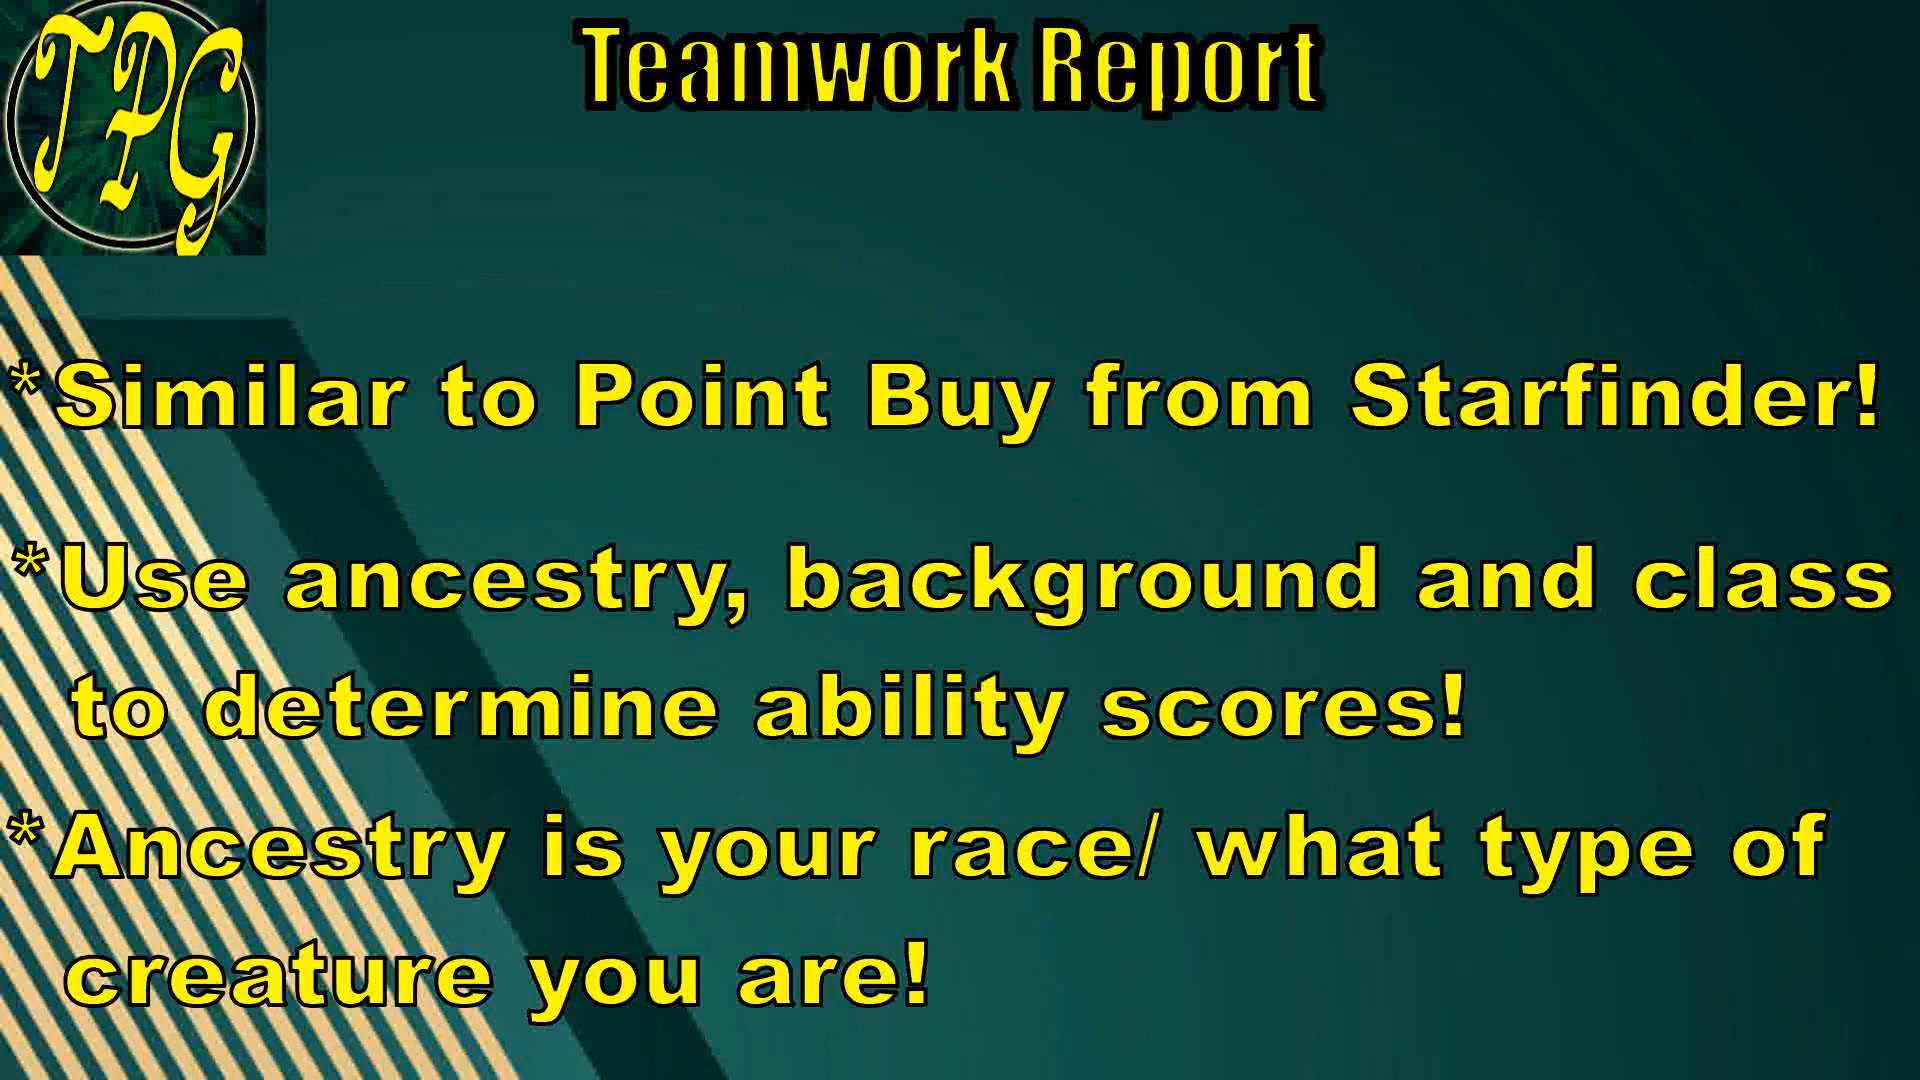 TPG
Teamwork Report
*Similar to Point Buy from Starfinder!
*Use ancestry, background and class
to determine ability scores!
*Ancestry is your race/ what type of
creature you are!